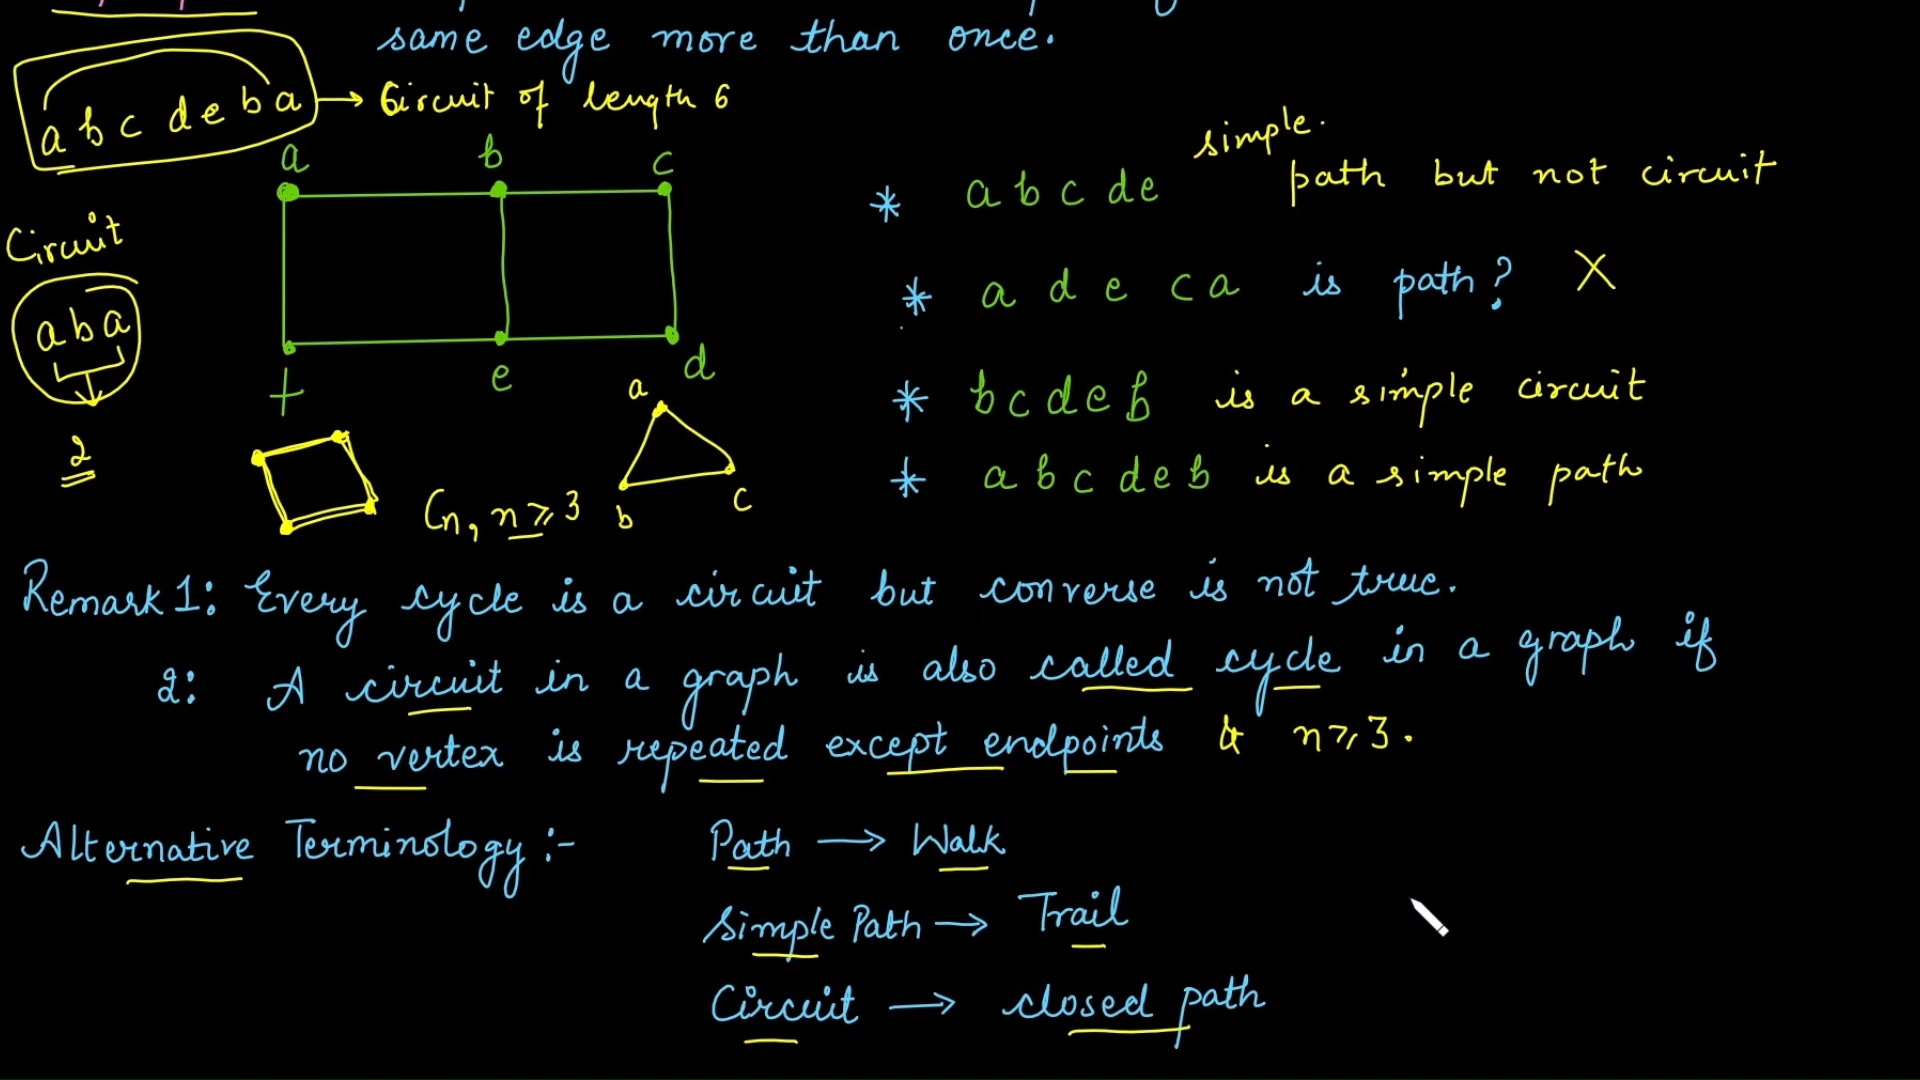 same edge more than once.
a b c d e b a → Circuit of length 6
a b c
simple.
* a b c d e path but not circuit
Circuit
* a d e c a is path? X
a b a
f e d
a
* b c d e b is a simple circuit
2
* a b c d e b is a simple path
Cn, n ≥ 3
b c
Remark 1: Every cycle is a circuit but converse is not true.
2: A circuit in a graph is also called cycle in a graph if
no vertex is repeated except endpoints & n ≥ 3.
Alternative Terminology :- Path → Walk
Simple Path → Trail
Circuit → closed path